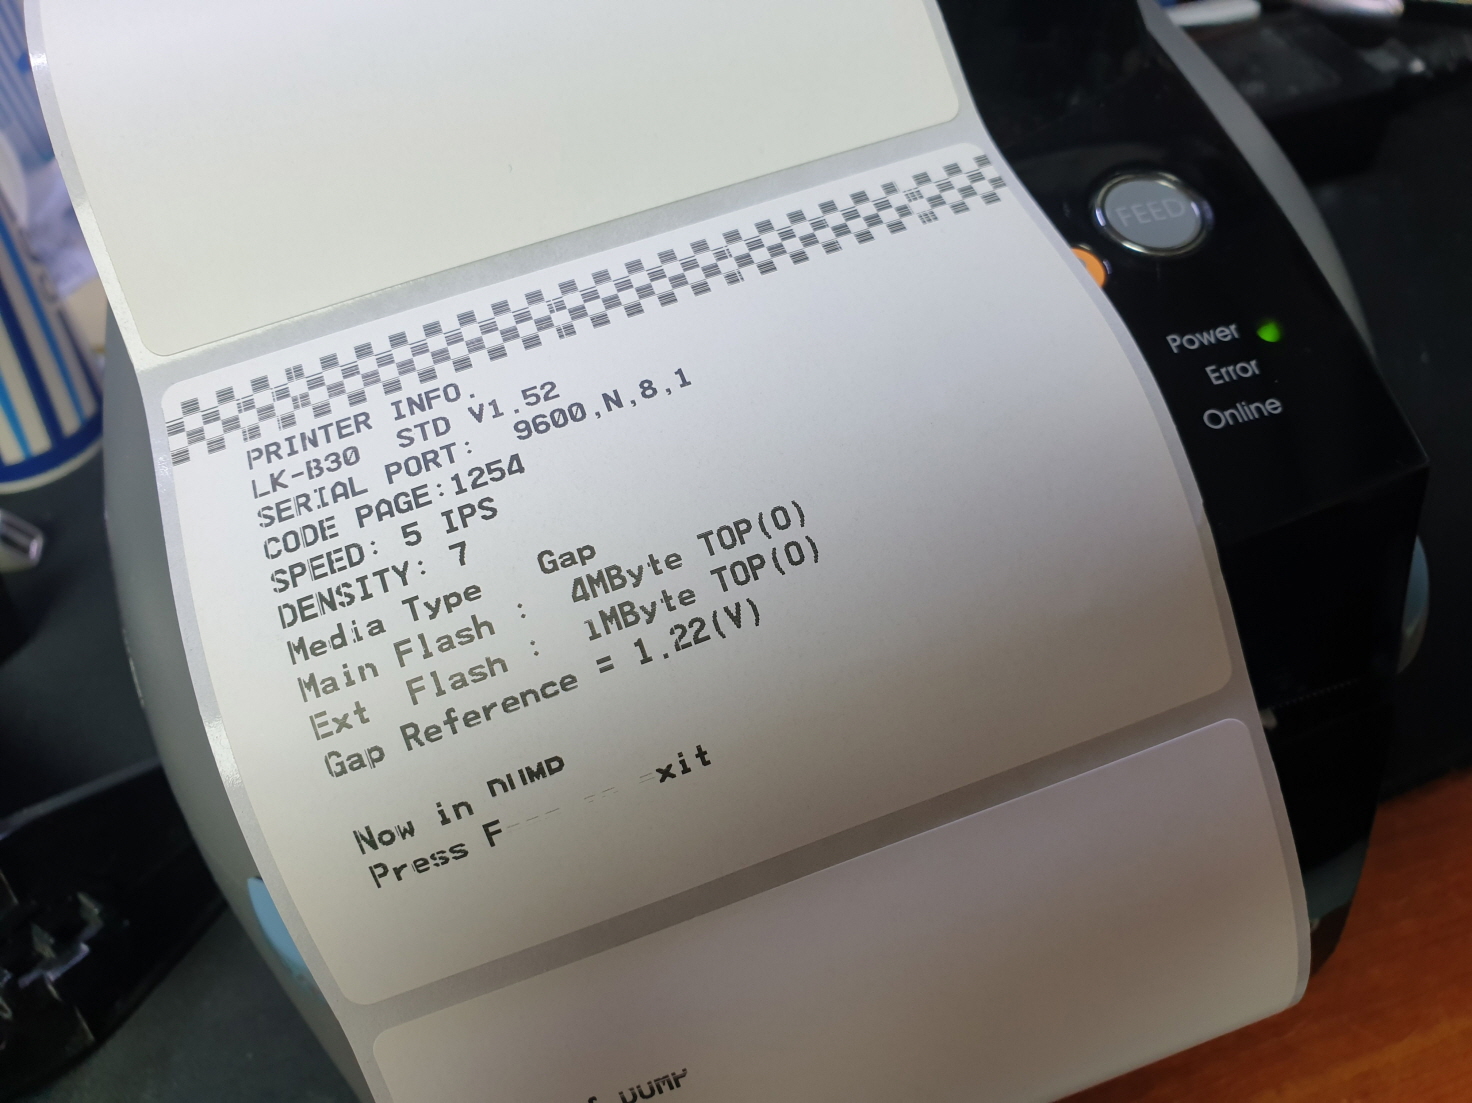 PRINTER INFO.
LK-B30 STD V1.52
SERIAL PORT: 9600,N,8,1
CODE PAGE:1254
SPEED: 5 IPS
DENSITY: 7
Media Type Gap
Main Flash : 4MByte TOP(0)
Ext Flash : 1MByte TOP(0)
Gap Reference = 1.22(V)
Now in DUMP
Press
FEED
Power
Error
Online
DUMP